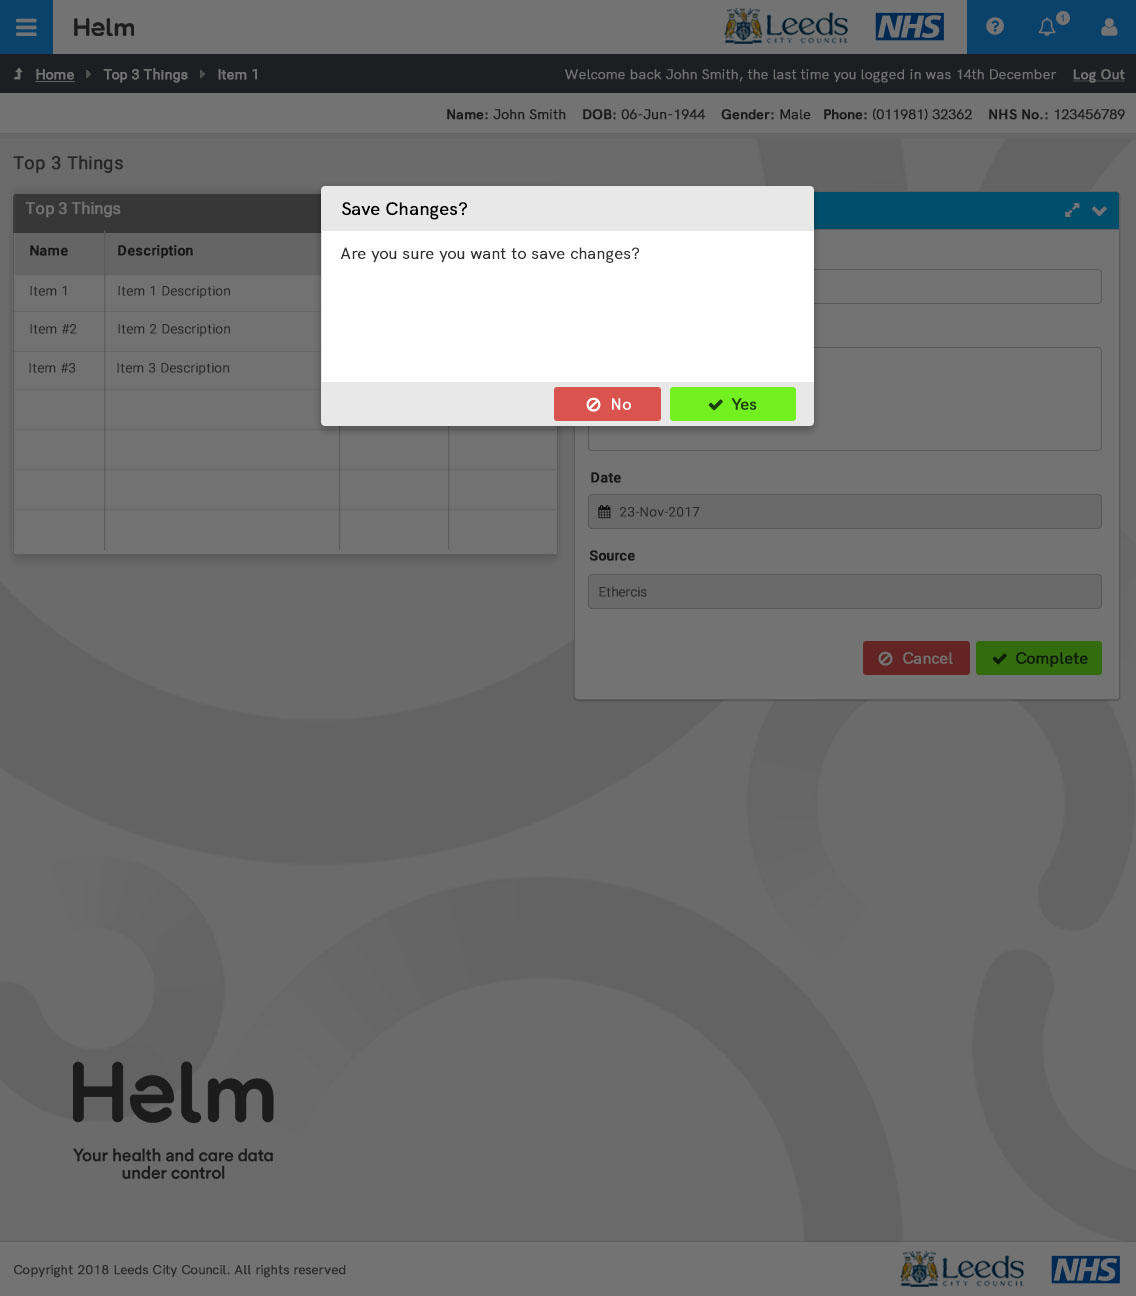 Helm
Leeds
CITY COUNCIL
NHS
1
Home Top 3 Things Item 1
Welcome back John Smith, the last time you logged in was 14th December Log Out
Name: John Smith DOB: 06-Jun-1944 Gender: Male Phone: (011981) 32362 NHS No.: 123456789
Top 3 Things
Top 3 Things
Name Description
Item 1 Item 1 Description
Item #2 Item 2 Description
Item #3 Item 3 Description
Save Changes?
Are you sure you want to save changes?
No Yes
Date
23-Nov-2017
Source
Ethercis
Cancel Complete
Helm
Your health and care data
under control
Copyright 2018 Leeds City Council. All rights reserved
Leeds
CITY COUNCIL
NHS